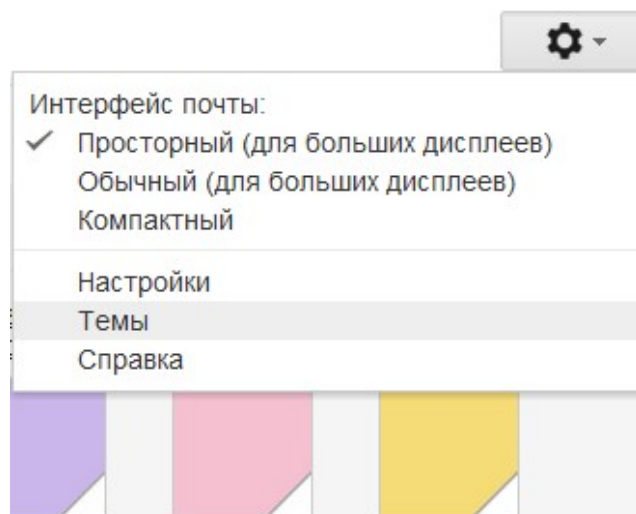 Интерфейс почты:
Просторный (для больших дисплеев)
Обычный (для больших дисплеев)
Компактный
Настройки
Темы
Справка